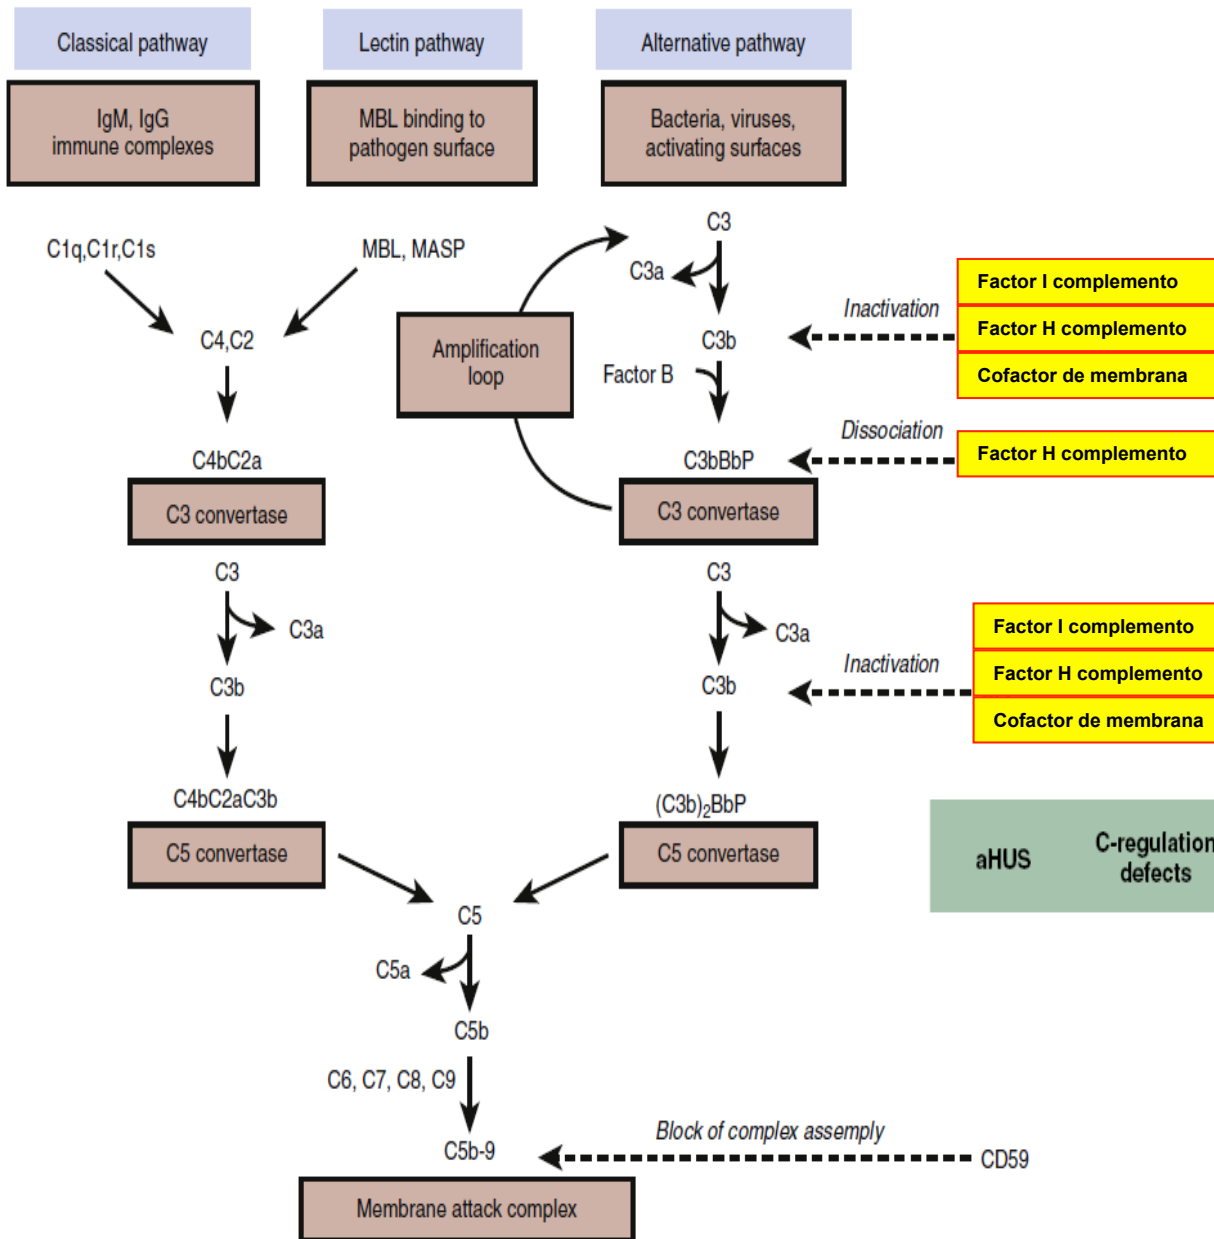 Classical pathway
Lectin pathway
Alternative pathway
IgM, IgG
immune complexes
MBL binding to
pathogen surface
Bacteria, viruses,
activating surfaces
C1q,C1r,C1s
MBL, MASP
C3
C3a
Factor I complemento
Inactivation
Factor H complemento
C4,C2
Amplification
loop
C3b
Cofactor de membrana
Factor B
Dissociation
Factor H complemento
C4bC2a
C3bBbP
C3 convertase
C3 convertase
C3
C3
C3a
C3a
Factor I complemento
Inactivation
Factor H complemento
C3b
C3b
Cofactor de membrana
C4bC2aC3b
(C3b)₂BbP
C5 convertase
C5 convertase
aHUS
C-regulation
defects
C5
C5a
C5b
C6, C7, C8, C9
Block of complex assemply
C5b-9
CD59
Membrane attack complex